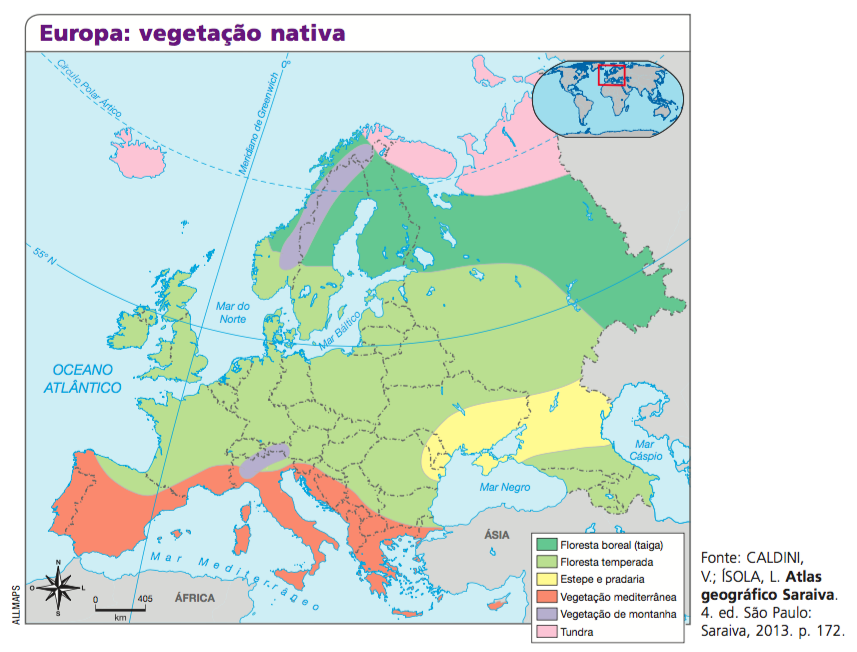 Europa: vegetação nativa
Círculo Polar Ártico
Meridiano de Greenwich
0°
55° N
Mar do
Norte
Mar Báltico
OCEANO
ATLÂNTICO
Mar
Cáspio
Mar Negro
ÁSIA
Mar Mediterrâneo
ÁFRICA
N
O
L
S
0
405
km
ALLMAPS
Floresta boreal (taiga)
Floresta temperada
Estepe e pradaria
Vegetação mediterrânea
Vegetação de montanha
Tundra
Fonte: CALDINI,
V.; ÍSOLA, L. Atlas
geográfico Saraiva.
4. ed. São Paulo:
Saraiva, 2013. p. 172.